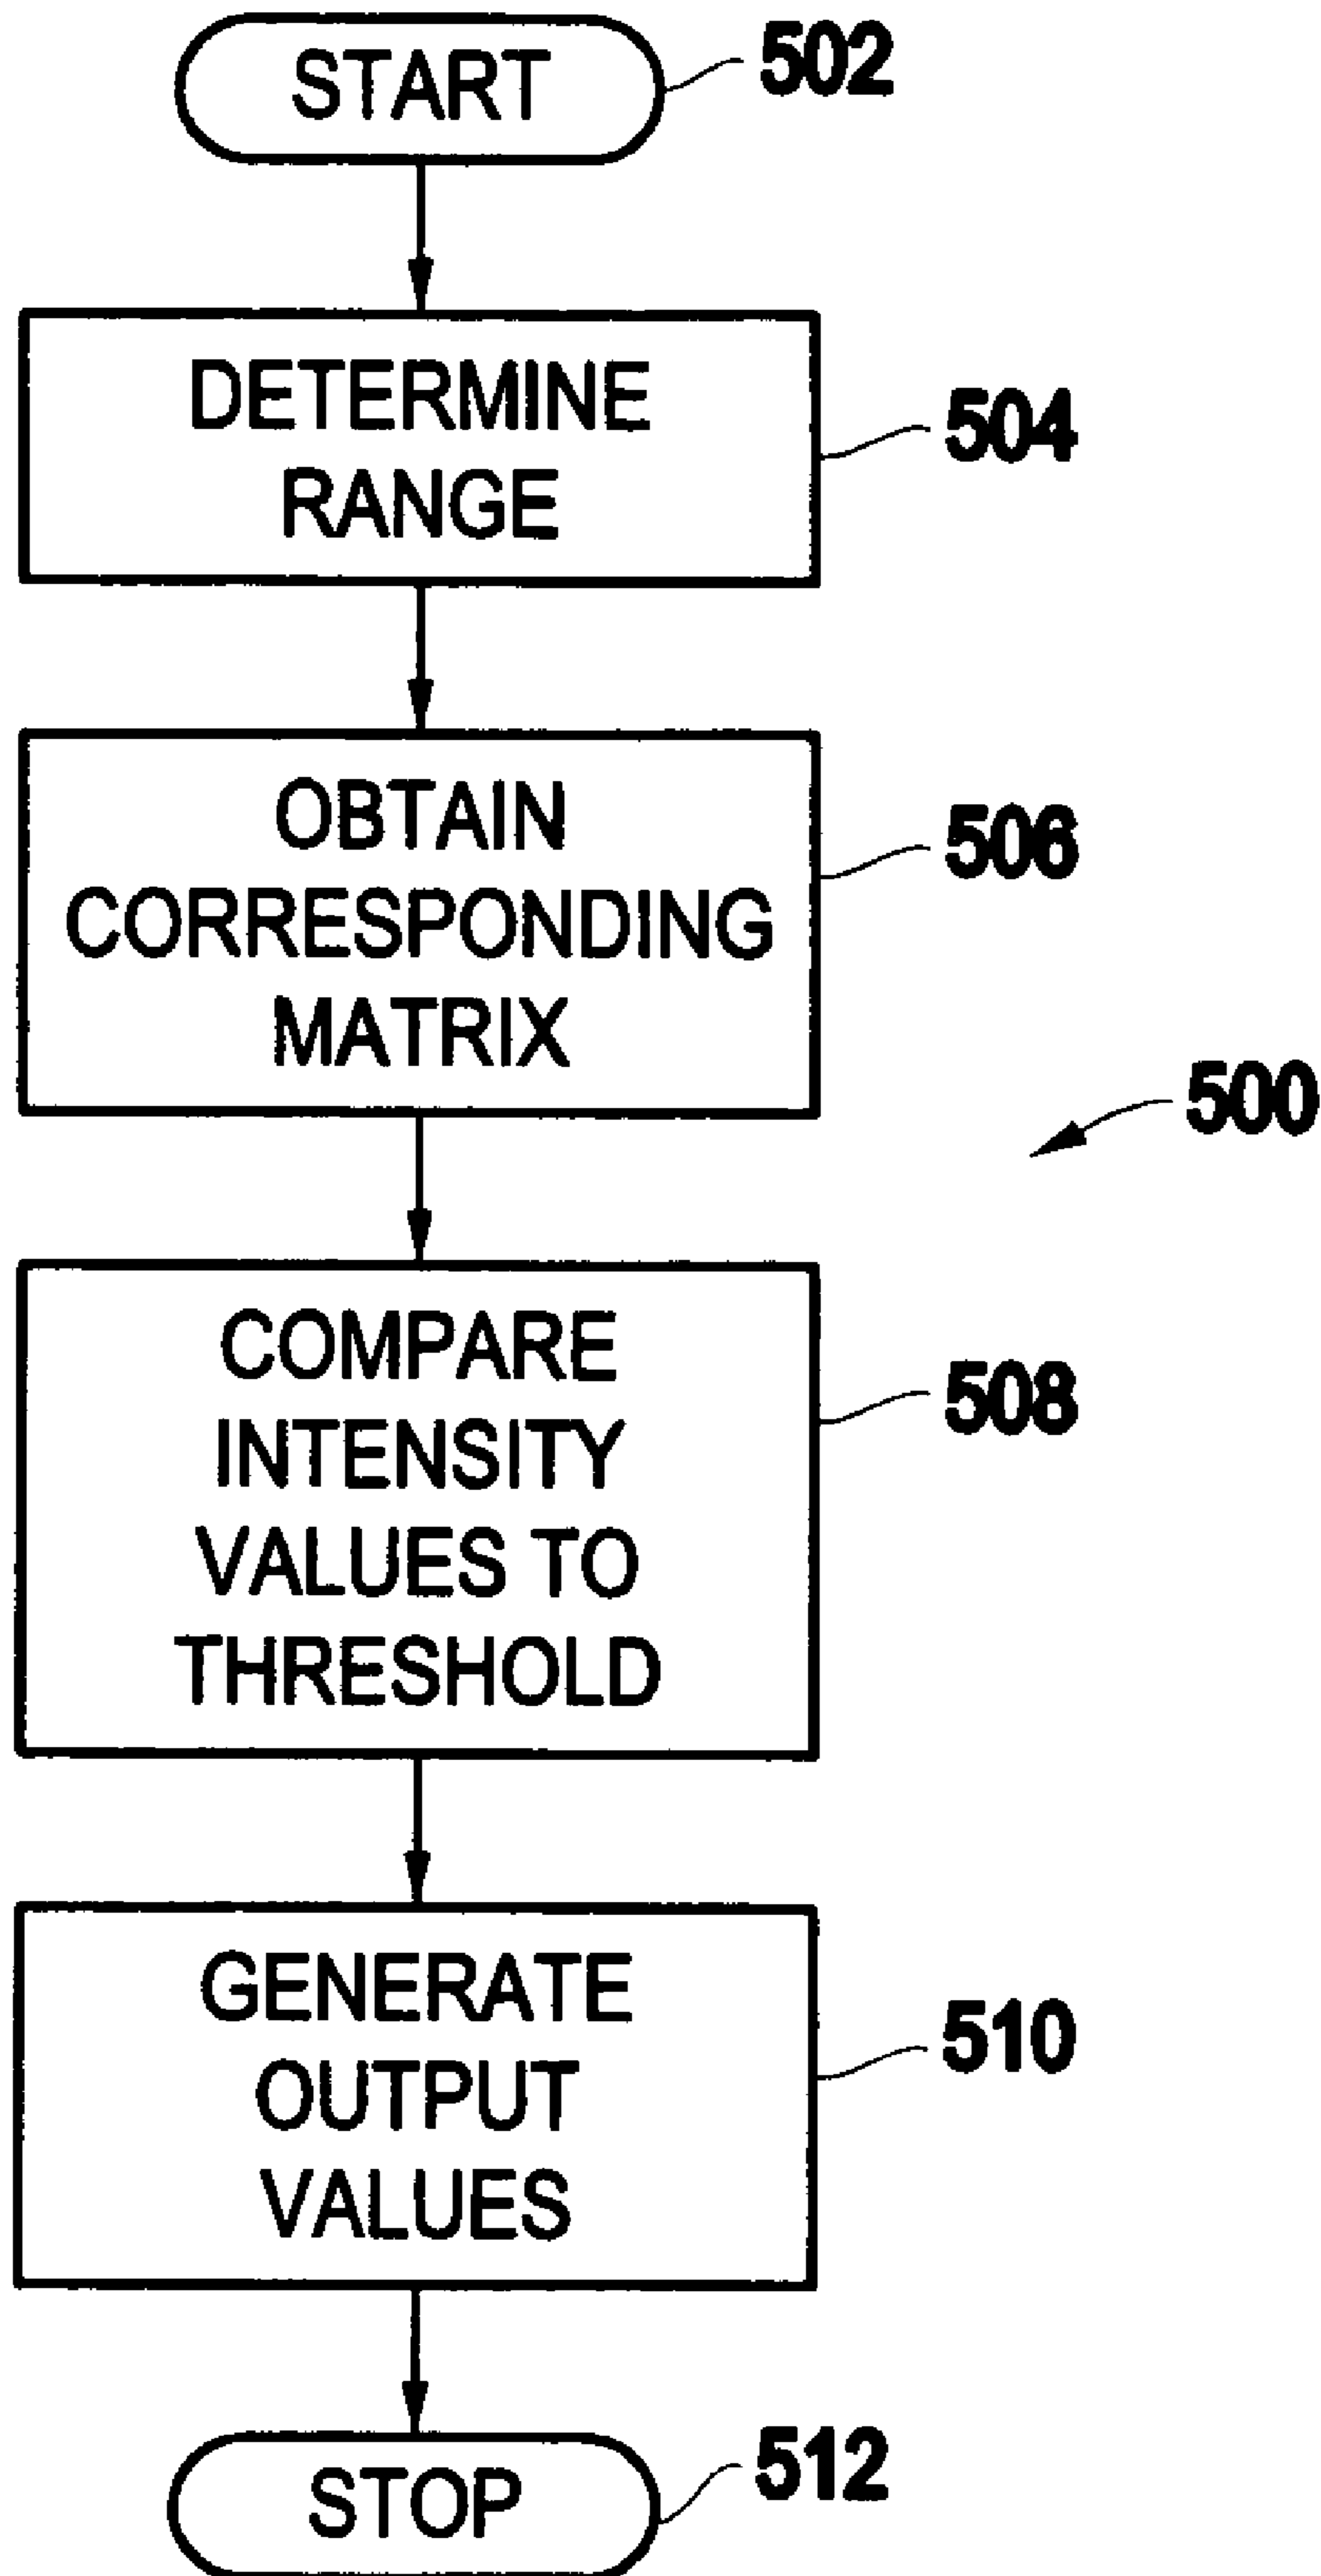 START
502
DETERMINE
RANGE
504
OBTAIN
CORRESPONDING
MATRIX
506
500
COMPARE
INTENSITY
VALUES TO
THRESHOLD
508
GENERATE
OUTPUT
VALUES
510
STOP
512